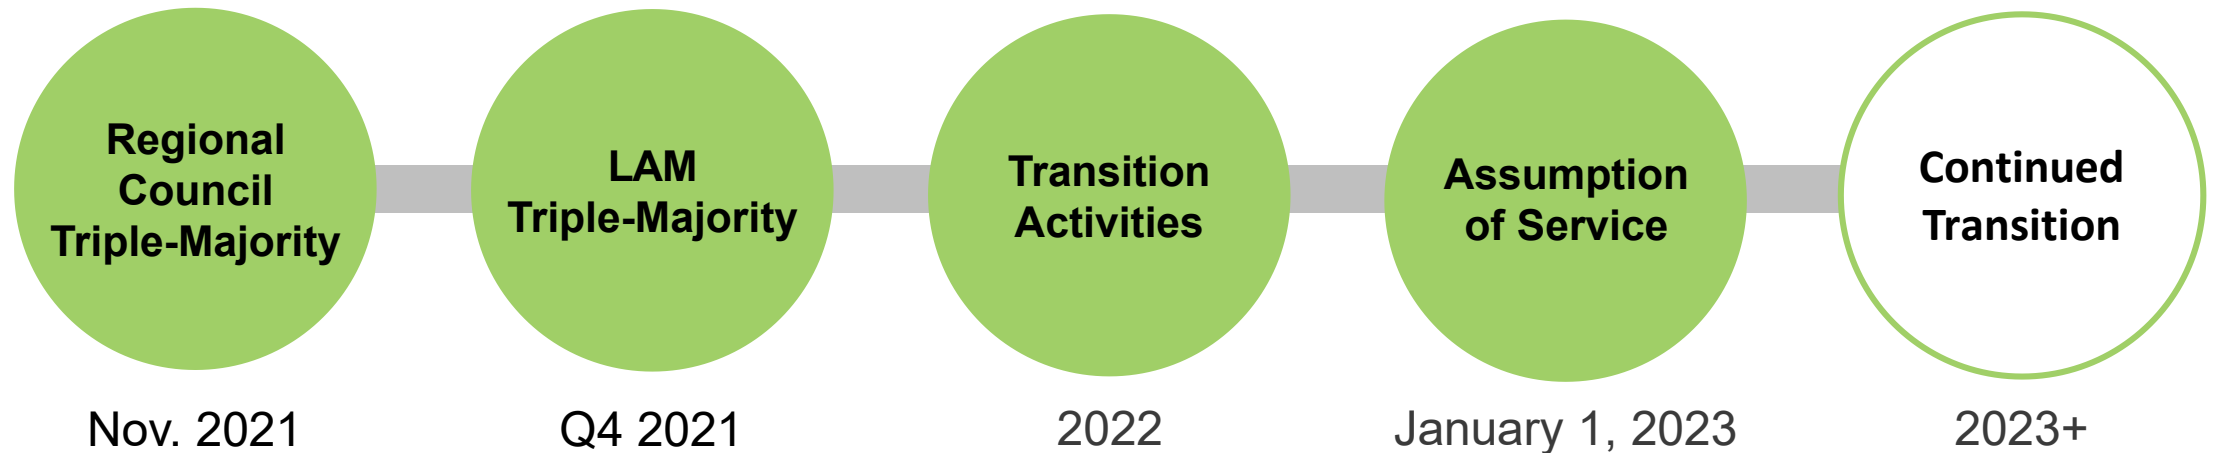 Regional
Council
Triple-Majority
LAM
Triple-Majority
Transition
Activities
Assumption
of Service
Continued
Transition
Nov. 2021
Q4 2021
2022
January 1, 2023
2023+